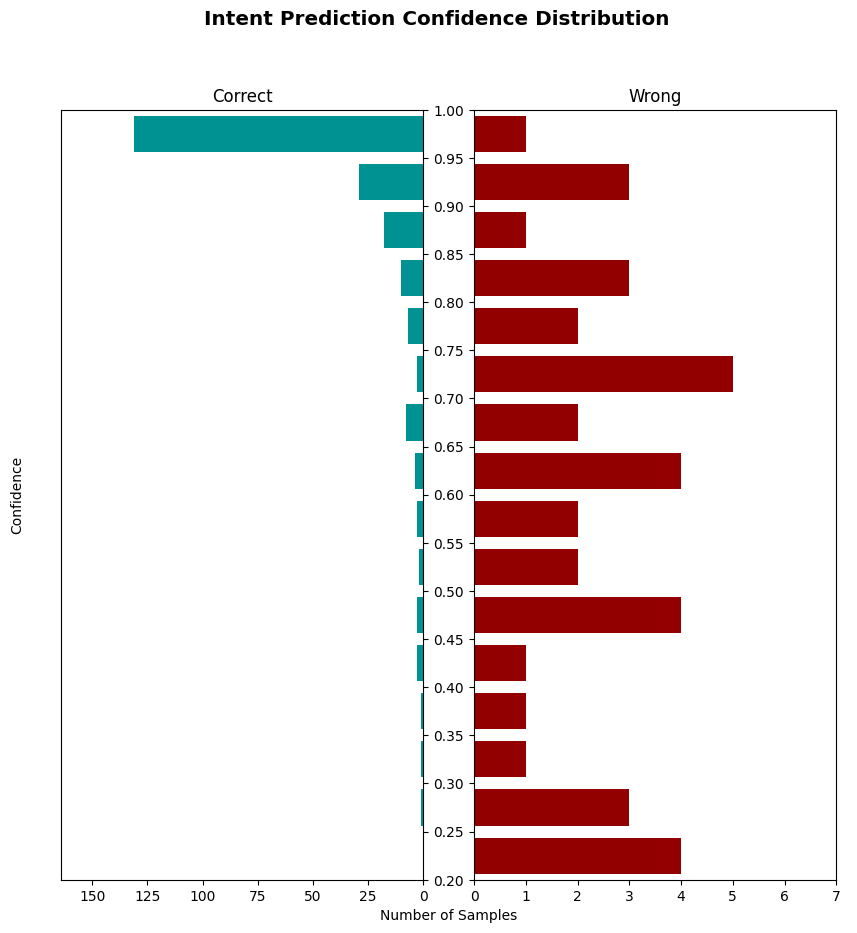 Intent Prediction Confidence Distribution
Correct
Wrong
1.00
0.95
0.90
0.85
0.80
0.75
0.70
0.65
0.60
0.55
0.50
0.45
0.40
0.35
0.30
0.25
0.20
Confidence
150 125 100 75 50 25 0
0 1 2 3 4 5 6 7
Number of Samples